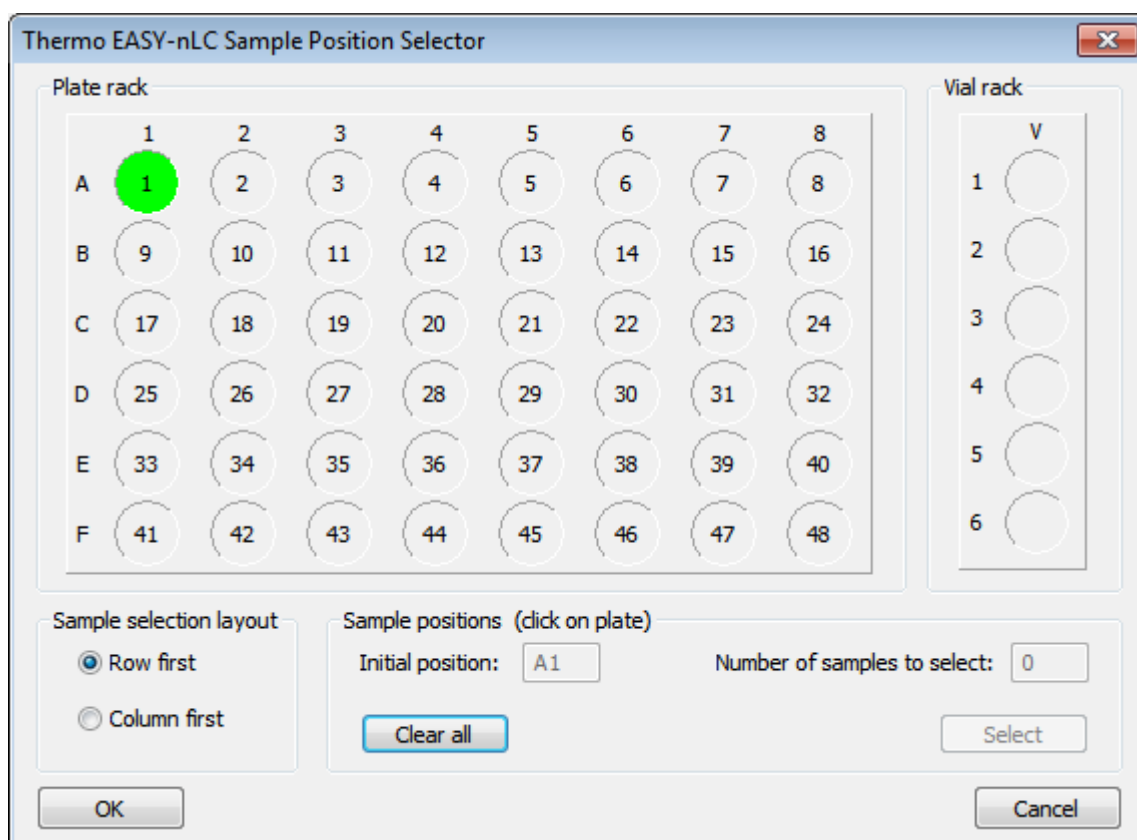 Thermo EASY-nLC Sample Position Selector
Plate rack
1 2 3 4 5 6 7 8
A 1 2 3 4 5 6 7 8
B 9 10 11 12 13 14 15 16
C 17 18 19 20 21 22 23 24
D 25 26 27 28 29 30 31 32
E 33 34 35 36 37 38 39 40
F 41 42 43 44 45 46 47 48
Vial rack
V
1
2
3
4
5
6
Sample selection layout
Row first
Column first
Sample positions (click on plate)
Initial position: A1 Number of samples to select: 0
Clear all Select
OK Cancel